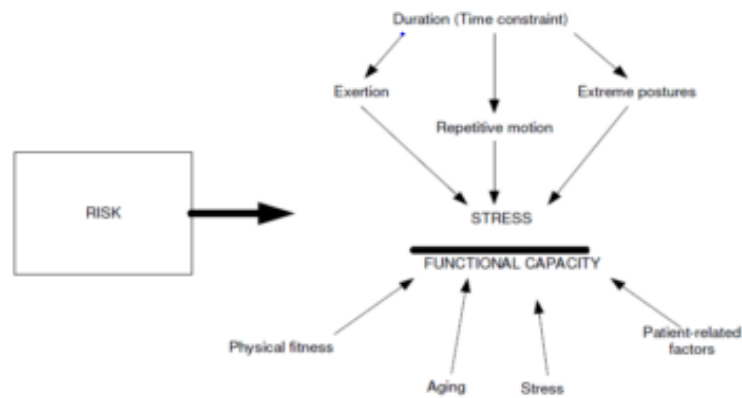 Duration (Time constraint)
Exertion
Extreme postures
Repetitive motion
RISK
STRESS
FUNCTIONAL CAPACITY
Physical fitness
Patient-related
factors
Aging
Stress